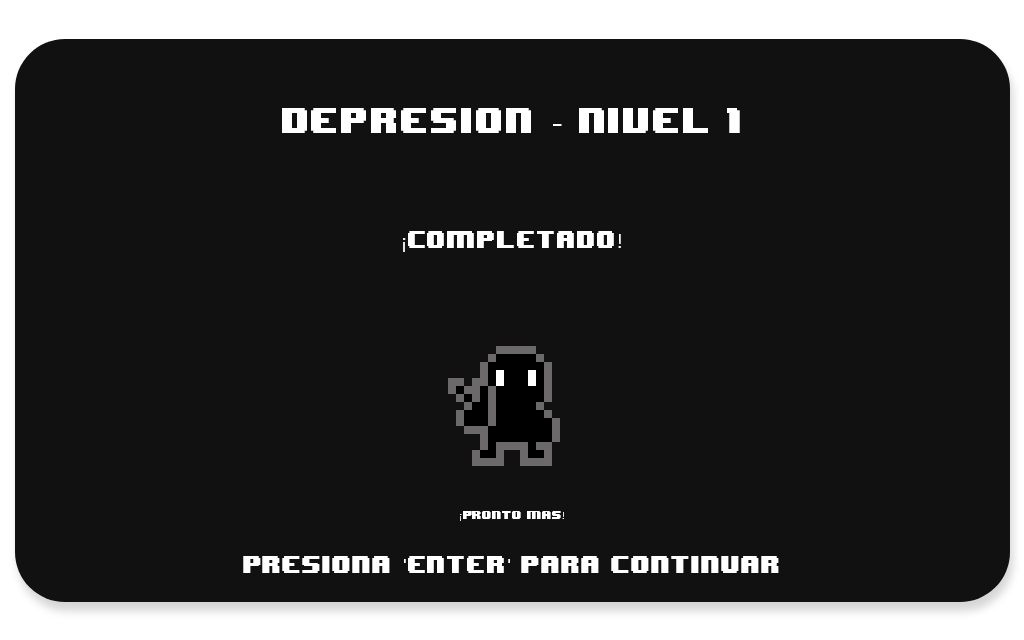 DEPRESION - NIVEL 1
¡COMPLETADO!
¡PRONTO MAS!
PRESIONA 'ENTER' PARA CONTINUAR